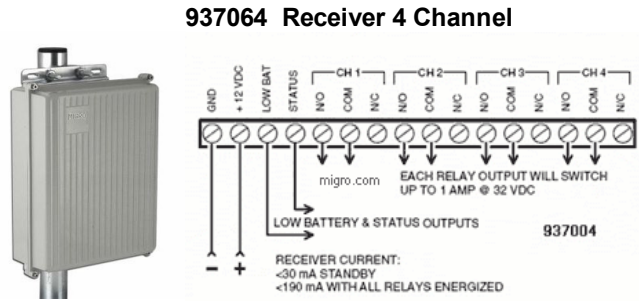 937064 Receiver 4 Channel
GND
+ 12 VDC
LOW BAT
STATUS
CH 1
N/O
COM
N/C
CH 2
N/O
COM
N/C
CH 3
N/O
COM
N/C
CH 4
N/O
COM
N/C
migro.com
EACH RELAY OUTPUT WILL SWITCH
UP TO 1 AMP @ 32 VDC
LOW BATTERY & STATUS OUTPUTS
937004
− +
RECEIVER CURRENT:
<30 mA STANDBY
<190 mA WITH ALL RELAYS ENERGIZED